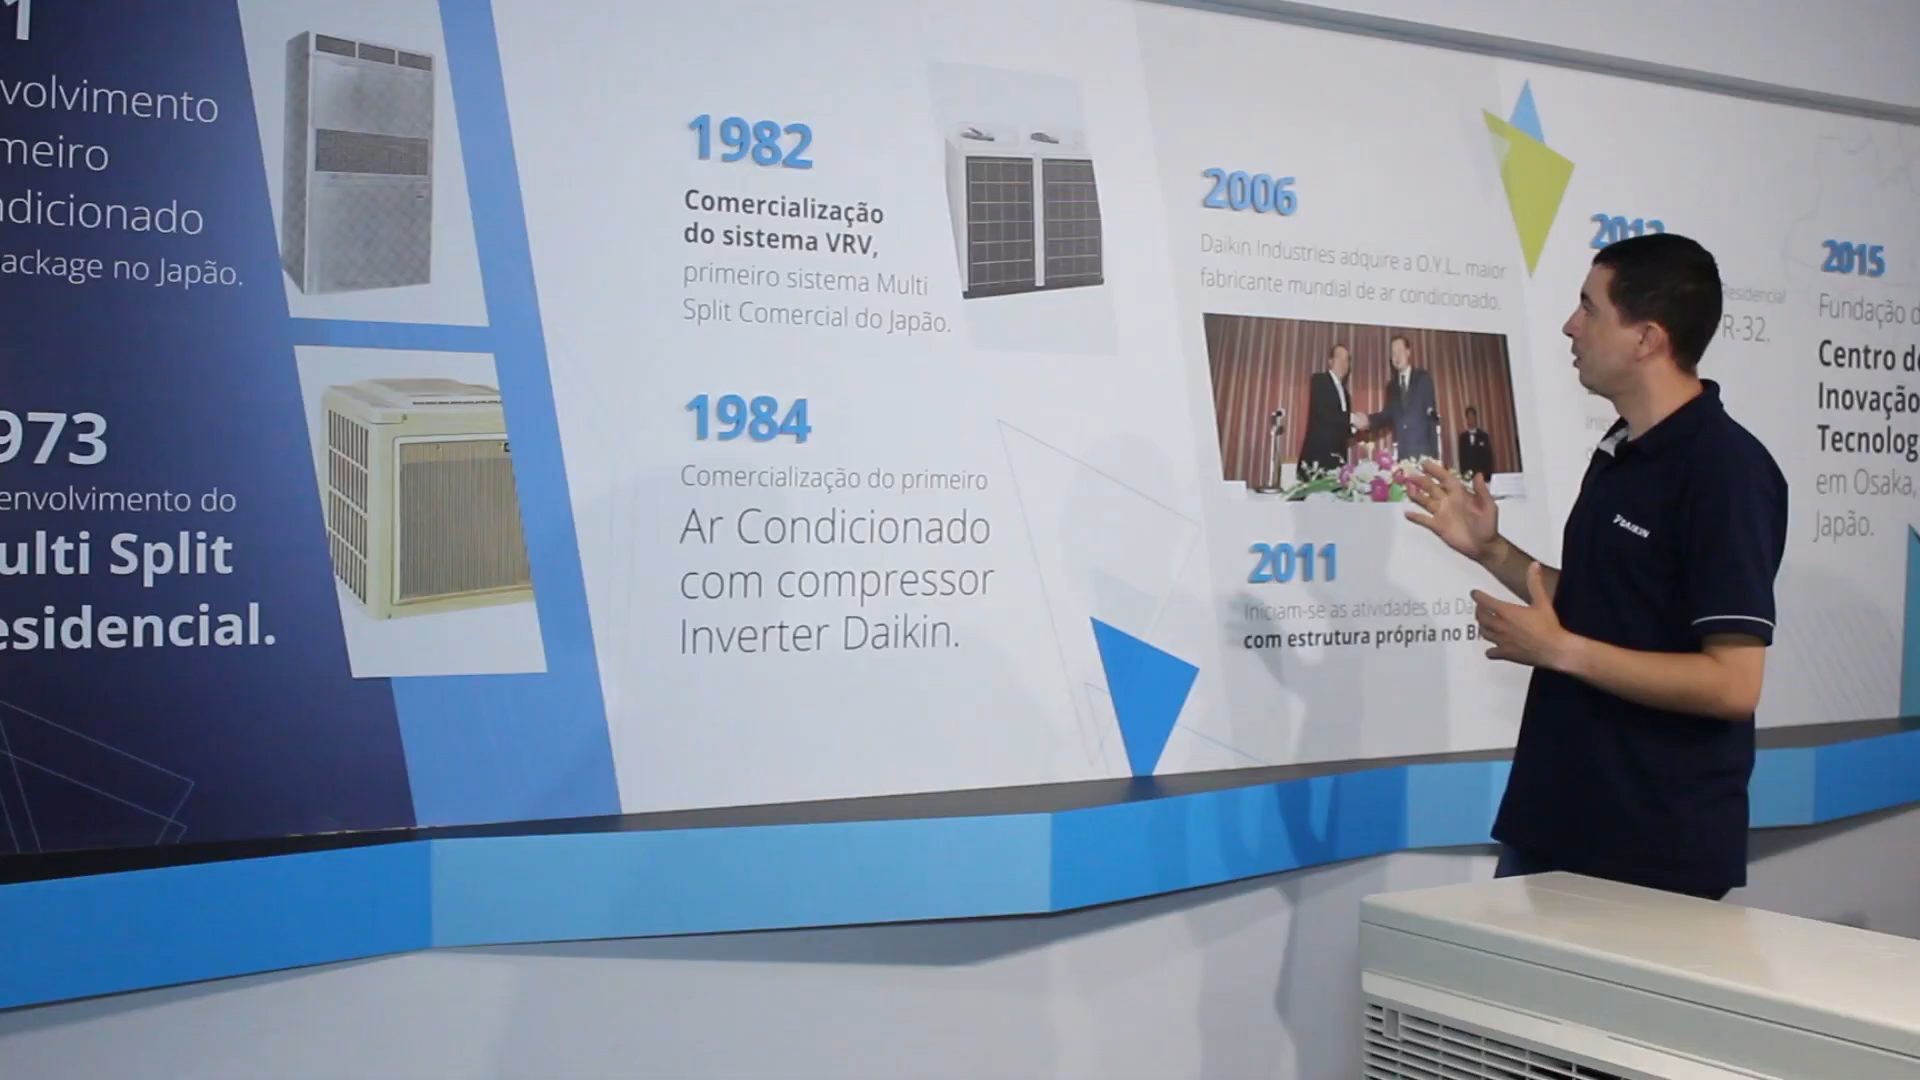 1
volvimento
meiro
ndicionado
ackage no Japão.
973
envolvimento do
ulti Split
esidencial.
1982
Comercialização
do sistema VRV,
primeiro sistema Multi
Split Comercial do Japão.
1984
Comercialização do primeiro
Ar Condicionado
com compressor
Inverter Daikin.
2006
Daikin Industries adquire a O.Y.L., maior
fabricante mundial de ar condicionado.
2011
Iniciam-se as atividades da Da
com estrutura própria no B
Residencial
R-32.
2015
Fundação d
Centro de
Inovação
Tecnolog
em Osaka,
Japão.
DAIKIN